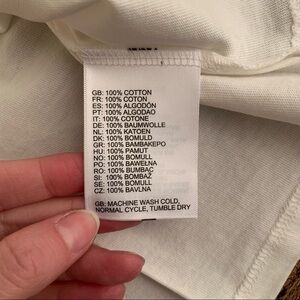 GB: 100% COTTON
FR: 100% COTON
ES: 100% ALGODÓN
PT: 100% ALGODAO
IT: 100% COTONE
DE: 100% BAUMWOLLE
NL: 100% KATOEN
DK: 100% BOMULD
GR: 100% BAMBAKEPO
HU: 100% PAMUT
NO: 100% BOMULL
PO: 100% BAWEŁNA
RO: 100% BUMBAC
SI: 100% BOMBAŽ
SE: 100% BOMULL
CZ: 100% BAVLNA
GB: MACHINE WASH COLD,
NORMAL CYCLE, TUMBLE DRY